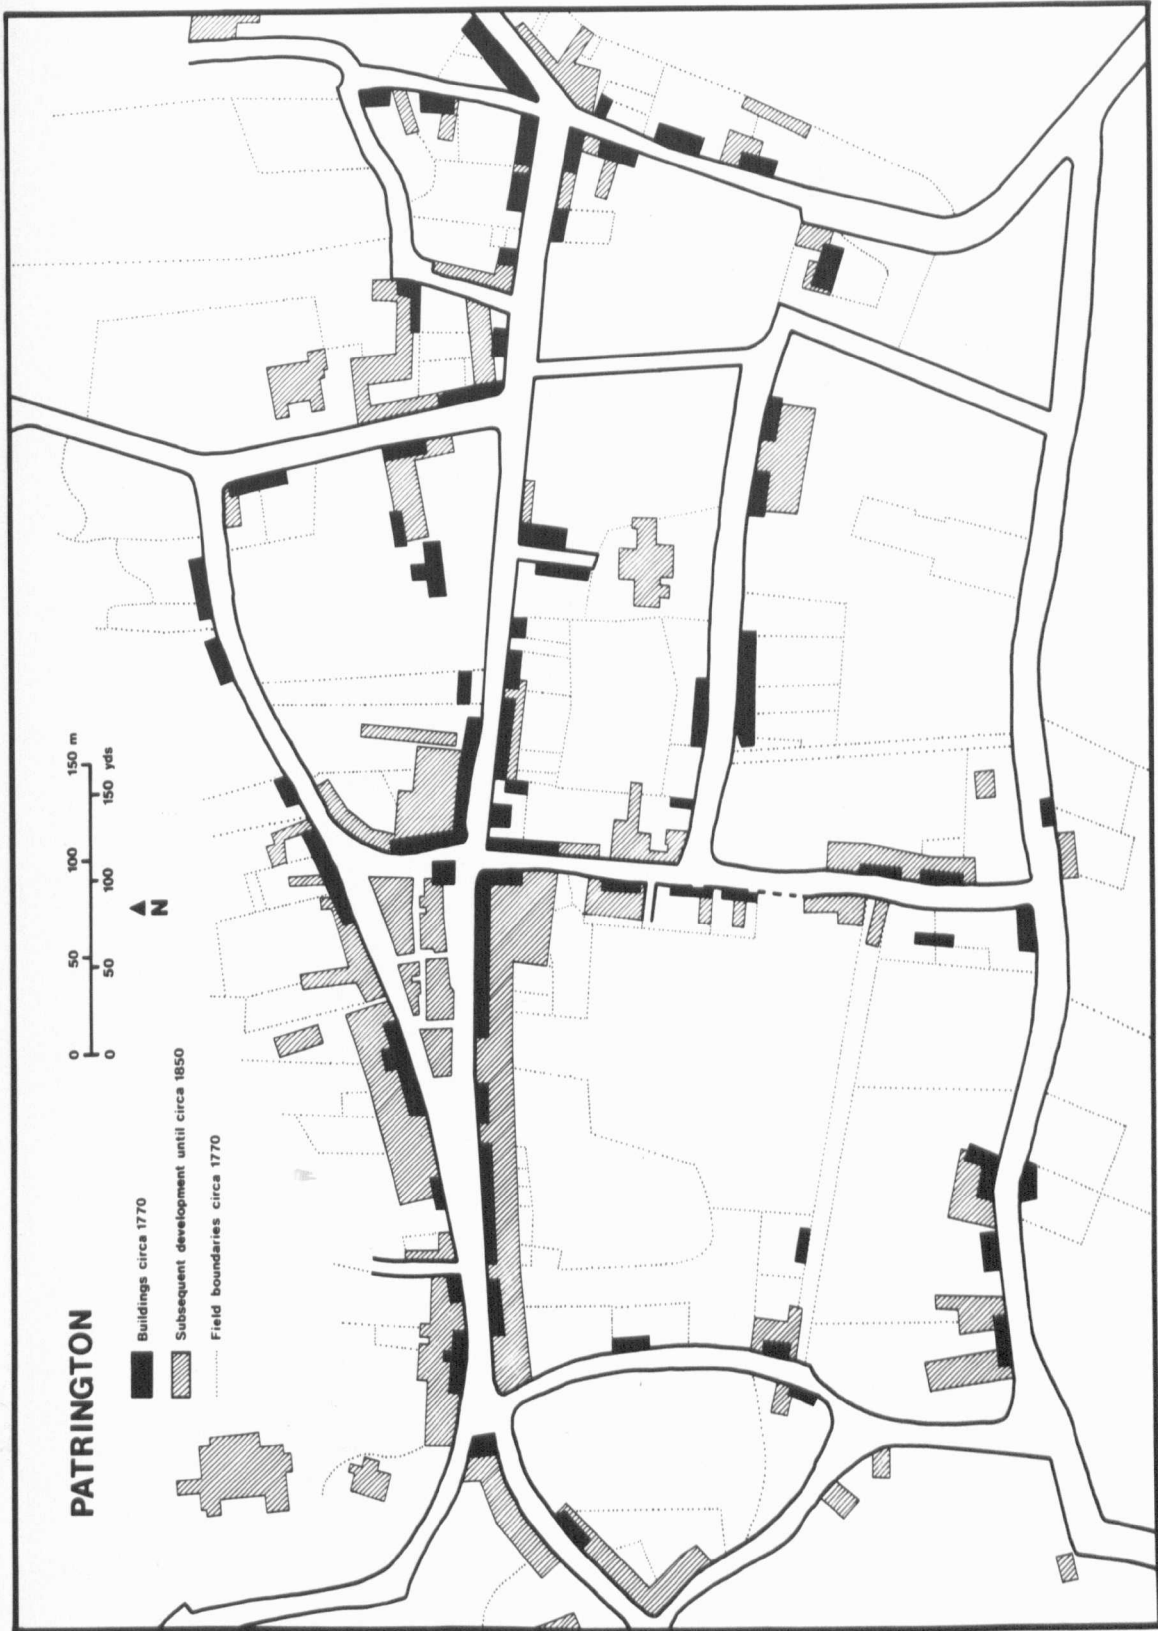 PATRINGTON
Buildings circa 1770
Subsequent development until circa 1850
Field boundaries circa 1770
0 50 100 150 m
0 50 100 150 yds
N